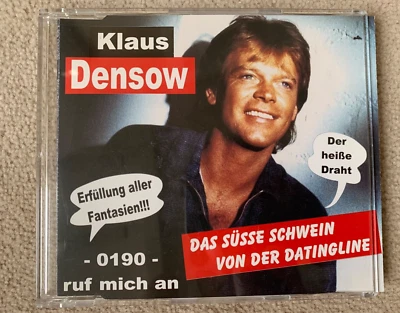 Klaus
Densow
Der
heiße
Draht
Erfüllung aller
Fantasien!!!
DAS SÜSSE SCHWEIN
VON DER DATINGLINE
- 0190 -
ruf mich an